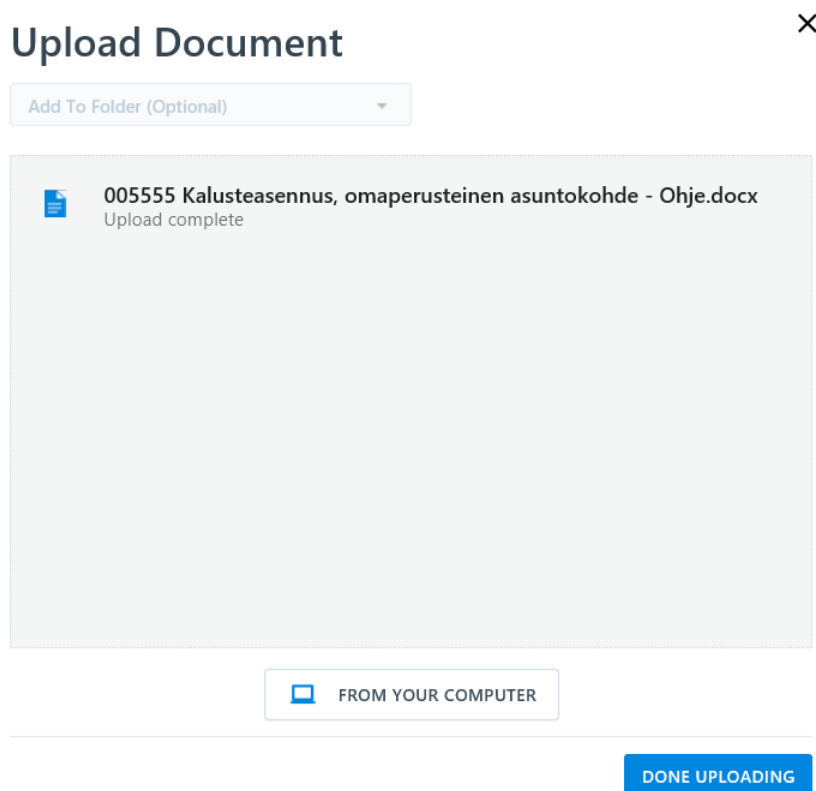 Upload Document
Add To Folder (Optional)
005555 Kalusteasennus, omaperusteinen asuntokohde - Ohje.docx
Upload complete
FROM YOUR COMPUTER
DONE UPLOADING